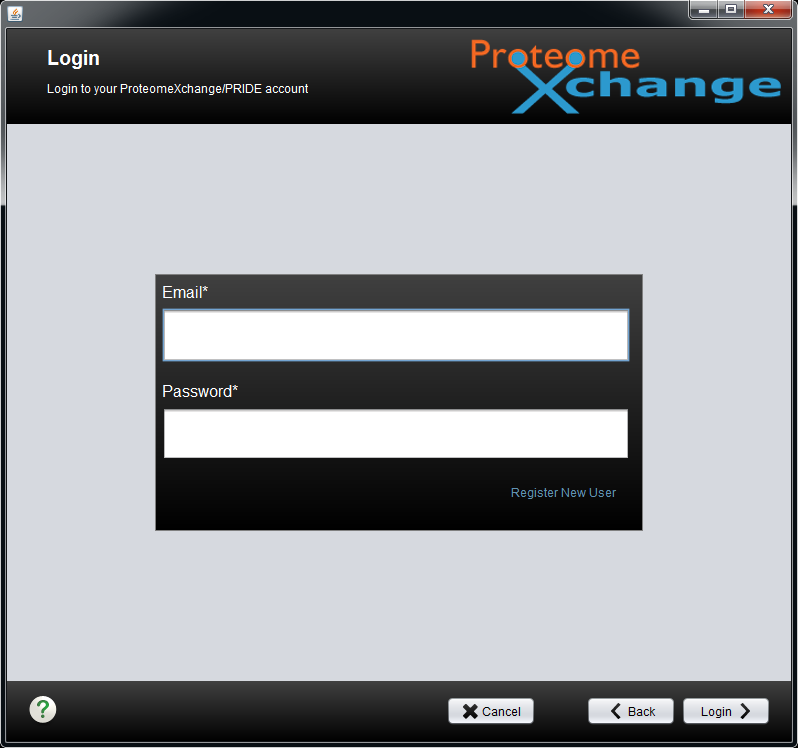 Login
Login to your ProteomeXchange/PRIDE account
Proteome
Xchange
Email*
Password*
Register New User
?
Cancel
Back
Login